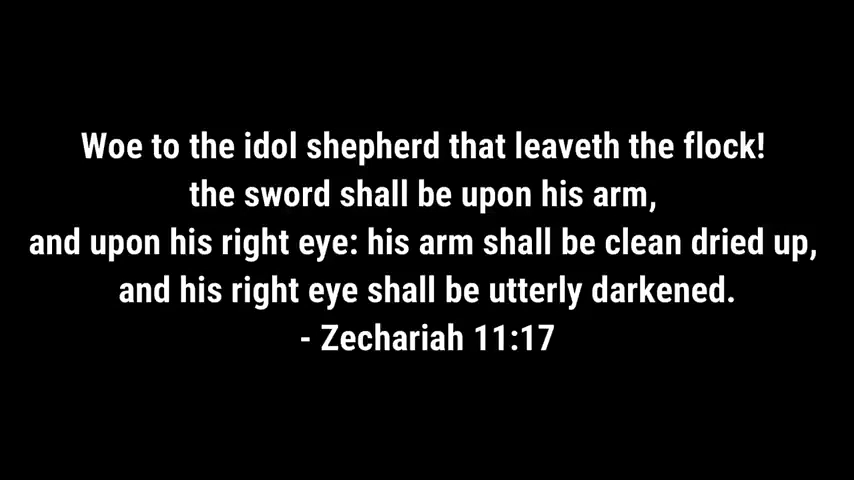 Woe to the idol shepherd that leaveth the flock!
the sword shall be upon his arm,
and upon his right eye: his arm shall be clean dried up,
and his right eye shall be utterly darkened.
- Zechariah 11:17